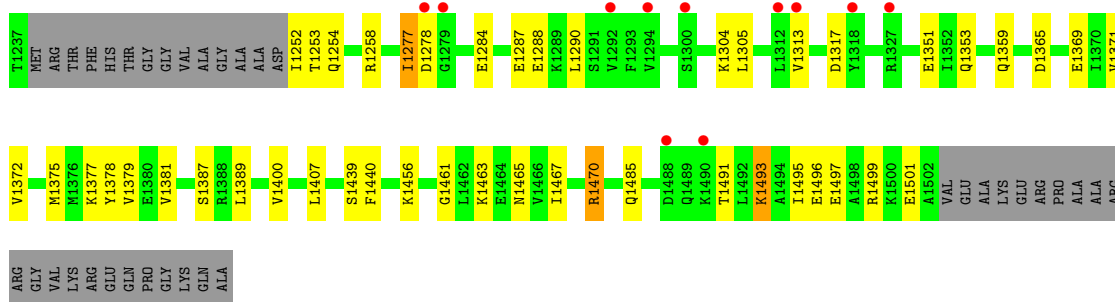 T1237 MET ARG THR PHE HIS THR GLY GLY VAL ALA GLY ALA ALA ASP I1252 T1253 Q1254 R1258 I1277 D1278 G1279 E1284 E1287 E1288 K1289 L1290 S1291 V1292 F1293 V1294 S1300 K1304 L1305 L1312 V1313 D1317 Y1318 R1327 E1351 I1352 Q1353 Q1359 D1365 E1369 I1370 V1371
V1372 M1375 M1376 K1377 Y1378 V1379 E1380 V1381 S1387 R1388 L1389 V1400 L1407 S1439 F1440 K1456 G1461 L1462 K1463 E1464 N1465 V1466 I1467 R1470 Q1485 D1488 Q1489 K1490 T1491 L1492 K1493 A1494 I1495 E1496 E1497 A1498 R1499 K1500 E1501 A1502 VAL GLU ALA LYS GLU ARG PRO ALA ALA ARG
ARG GLY VAL LYS ARG GLU GLN PRO GLY LYS GLN ALA